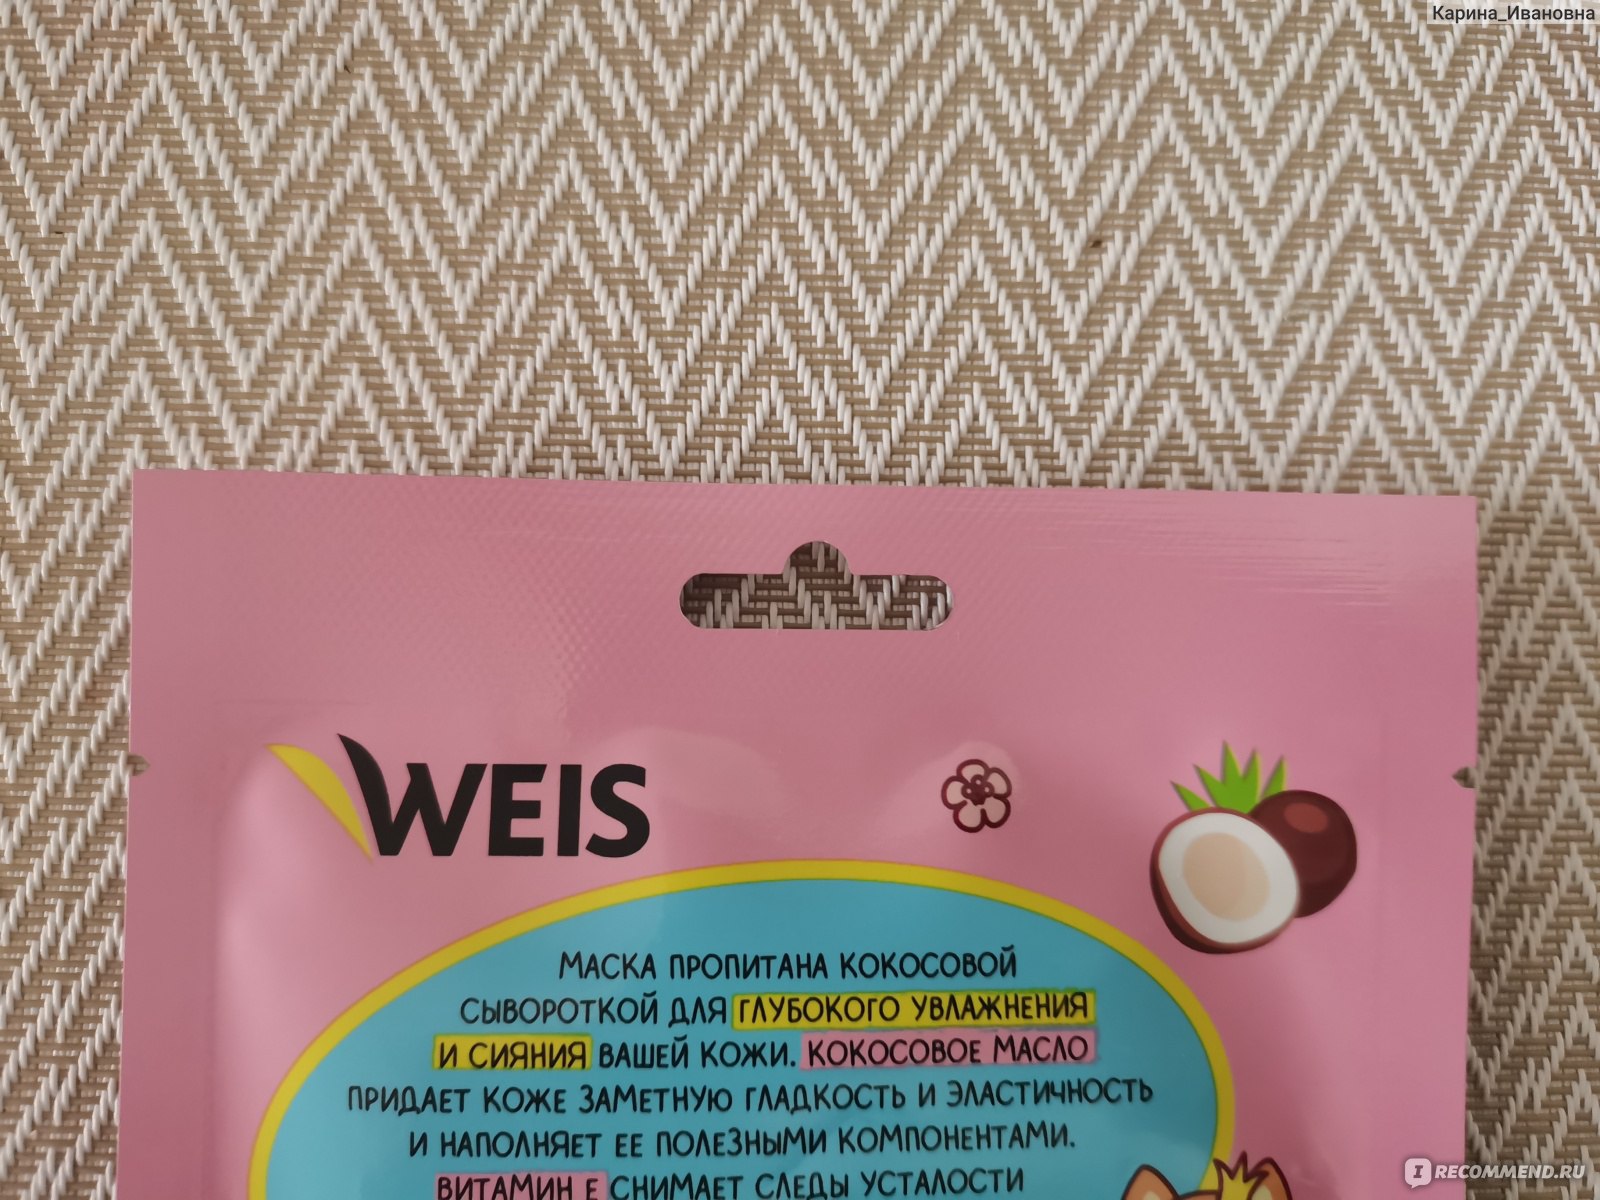 Карина_Ивановна
WEIS
МАСКА ПРОПИТАНА КОКОСОВОЙ
СЫВОРОТКОЙ ДЛЯ ГЛУБОКОГО УВЛАЖНЕНИЯ
И СИЯНИЯ ВАШЕЙ КОЖИ. КОКОСОВОЕ МАСЛО
ПРИДАЕТ КОЖЕ ЗАМЕТНУЮ ГЛАДКОСТЬ И ЭЛАСТИЧНОСТЬ
И НАПОЛНЯЕТ ЕЕ ПОЛЕЗНЫМИ КОМПОНЕНТАМИ.
ВИТАМИН Е СНИМАЕТ СЛЕДЫ УСТАЛОСТИ
IRECOMMEND.RU